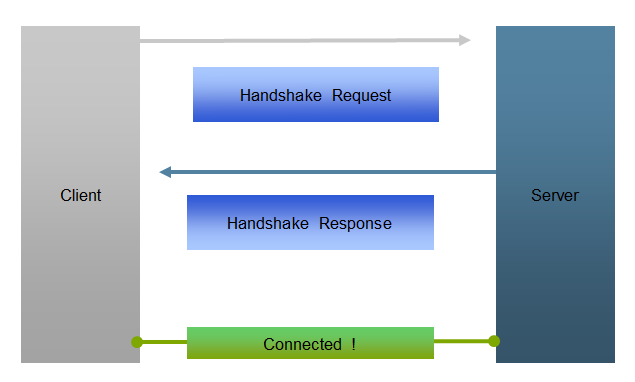 Handshake Request
Client
Server
Handshake Response
Connected !